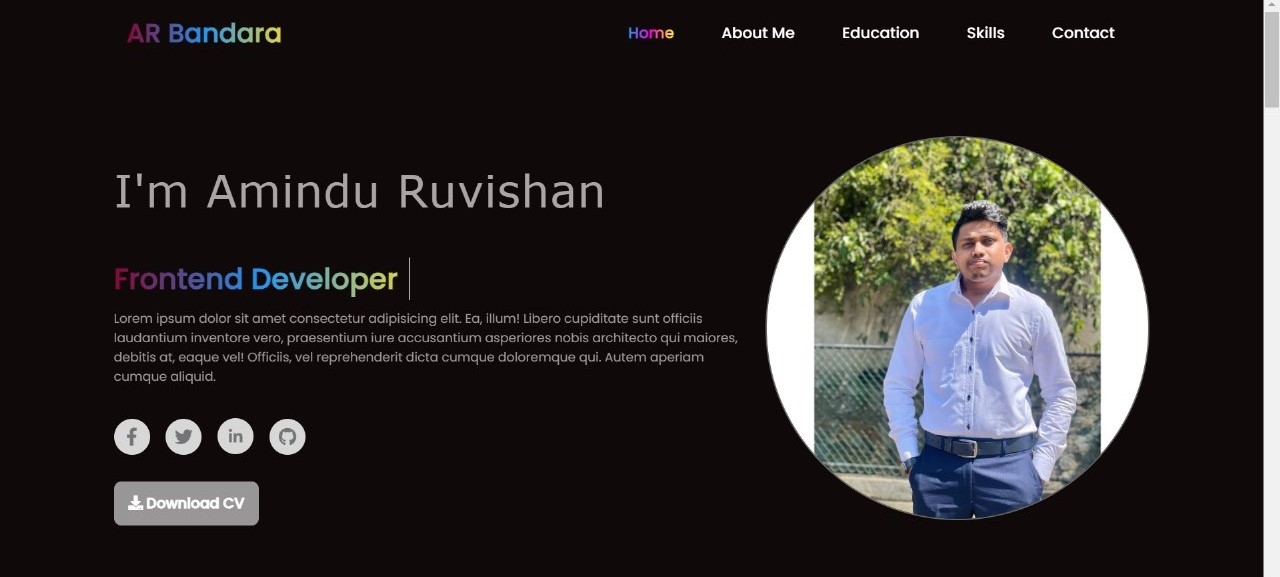 AR Bandara
Home About Me Education Skills Contact
I'm Amindu Ruvishan
Frontend Developer
Lorem ipsum dolor sit amet consectetur adipisicing elit. Ea, illum! Libero cupiditate sunt officiis
laudantium inventore vero, praesentium iure accusantium asperiores nobis architecto qui maiores,
debitis at, eaque vel! Officiis, vel reprehenderit dicta cumque doloremque qui. Autem aperiam
cumque aliquid.
Download CV